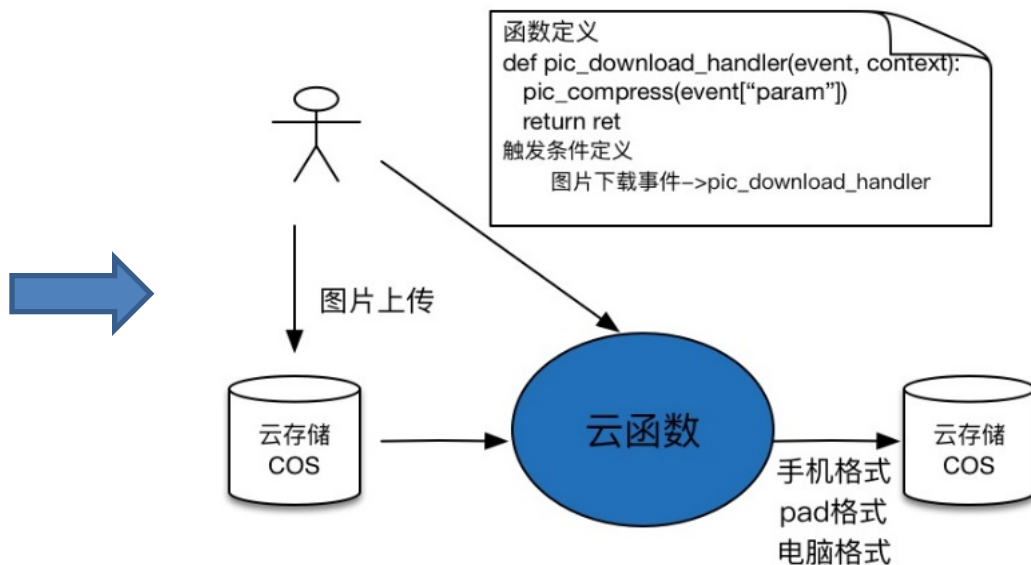 函数定义
def pic_download_handler(event, context):
pic_compress(event[“param”])
return ret
触发条件定义
图片下载事件–>pic_download_handler
图片上传
云存储
COS
云函数
云存储
COS
手机格式
pad格式
电脑格式